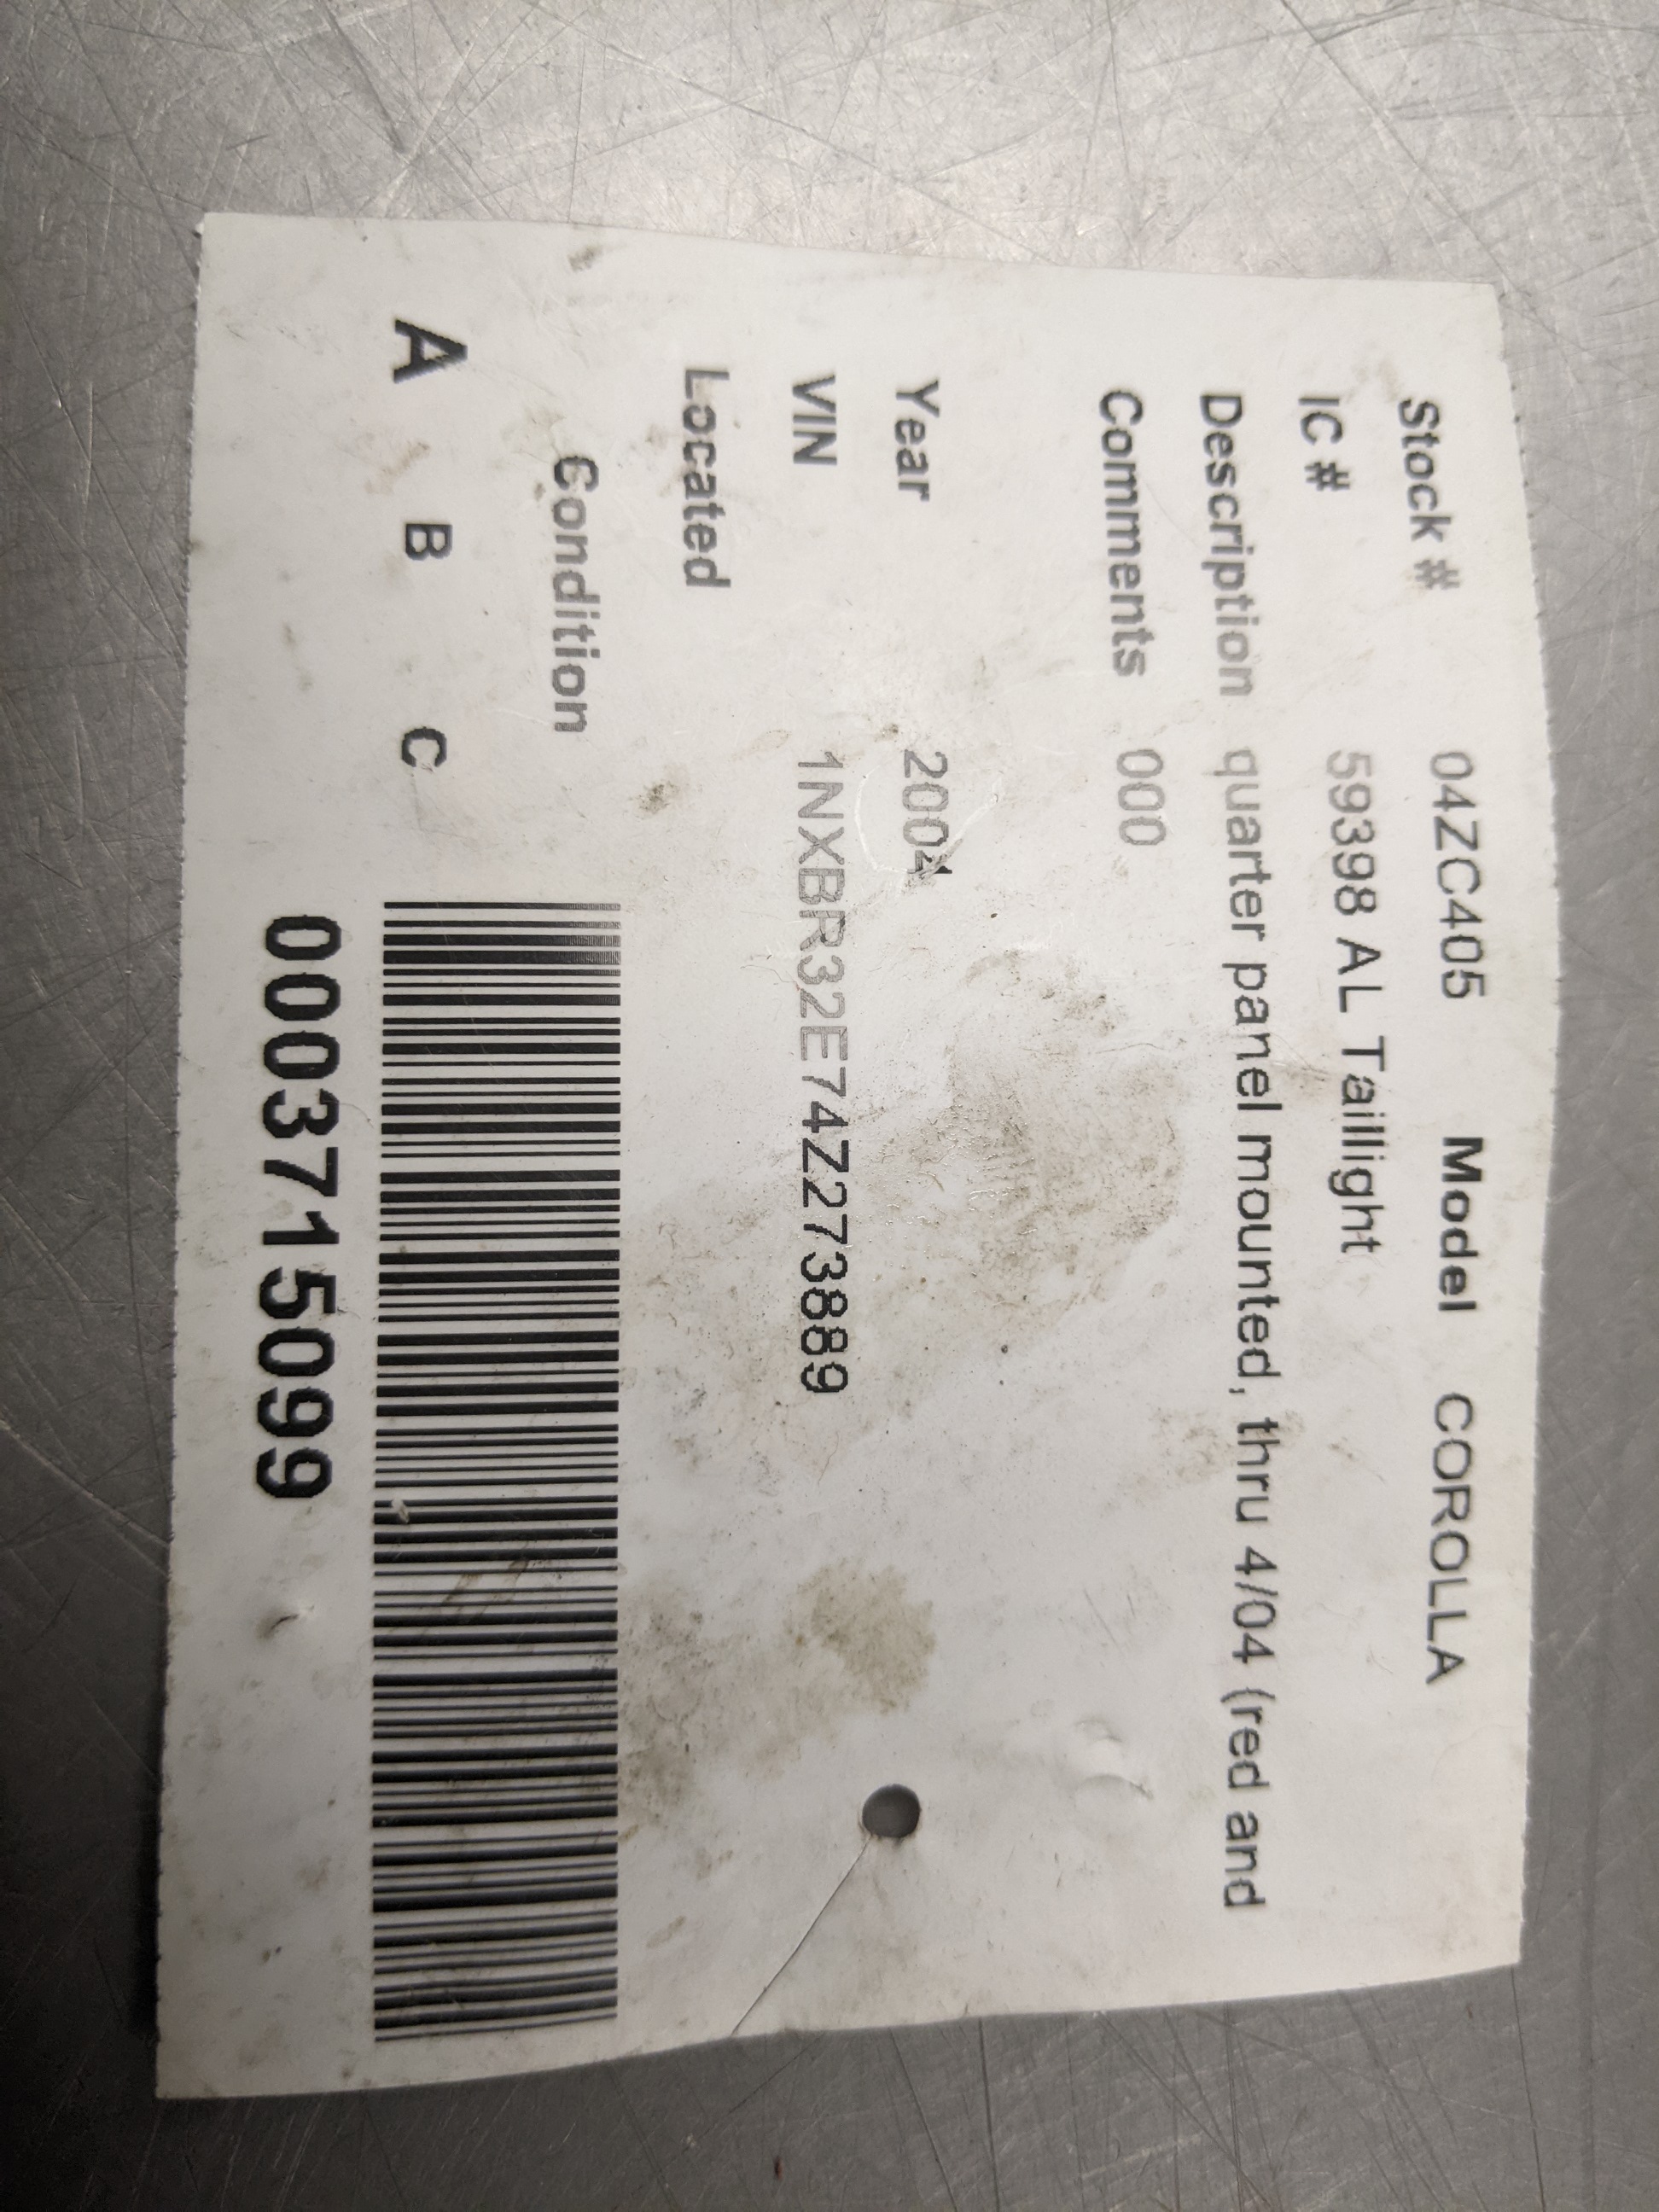 Stock # 04ZC405 Model COROLLA
IC # 59398 AL Taillight
Description quarter panel mounted, thru 4/04 (red and
Comments 000
Year 2004
VIN 1NXBR32E74Z273889
Located
Condition
A B C
0003715099